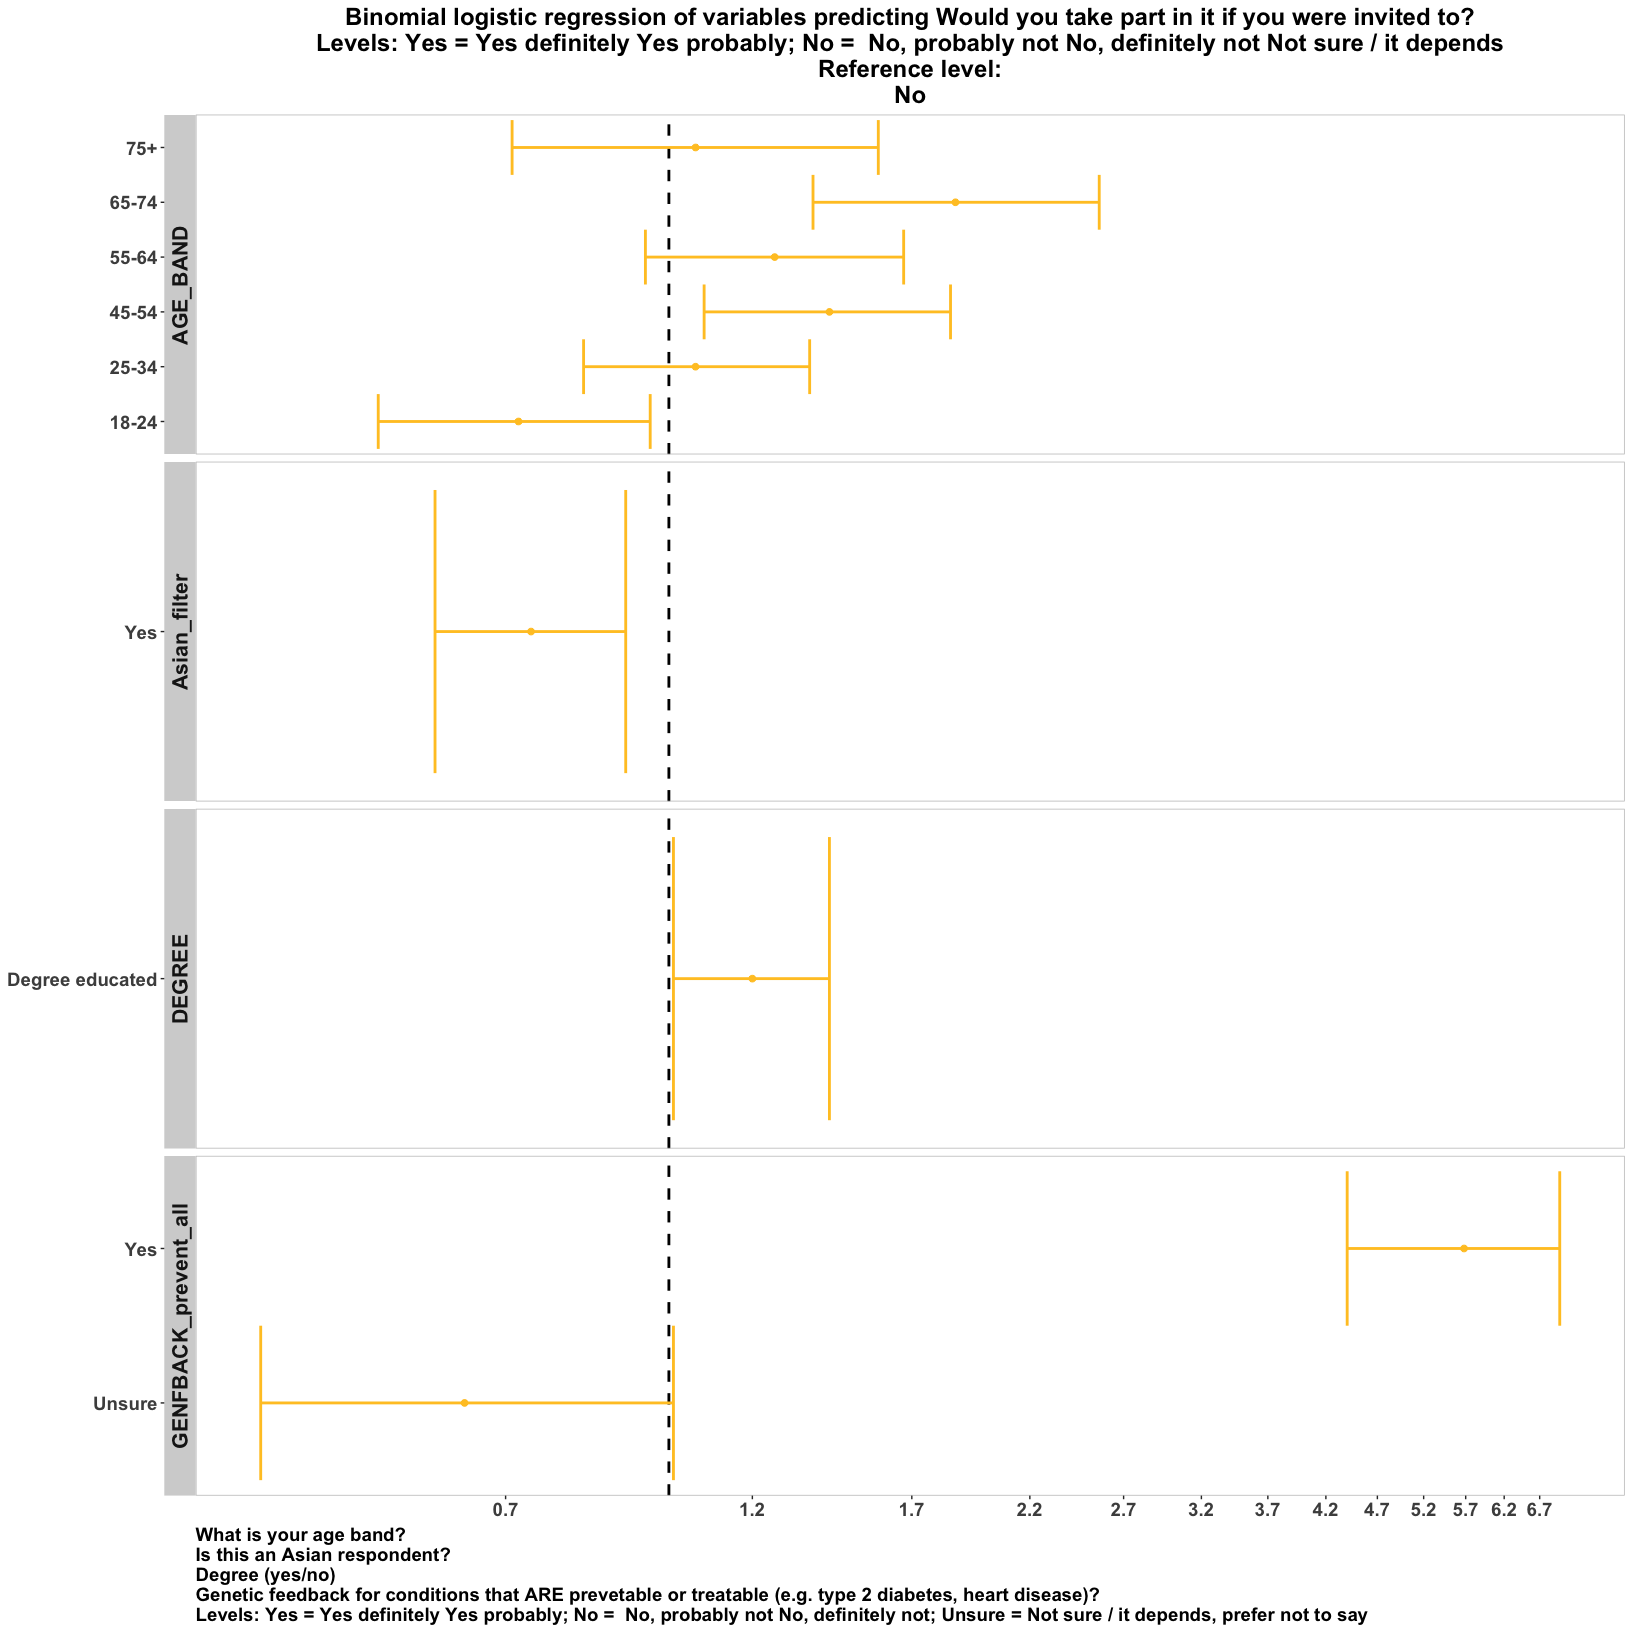 Binomial logistic regression of variables predicting Would you take part in it if you were invited to?
Levels: Yes = Yes definitely Yes probably; No =  No, probably not No, definitely not Not sure / it depends
Reference level:
No
AGE_BAND
75+
65-74
55-64
45-54
25-34
18-24
Asian_filter
Yes
DEGREE
Degree educated
GENFBACK_prevent_all
Yes
Unsure
0.7 1.2 1.7 2.2 2.7 3.2 3.7 4.2 4.7 5.2 5.7 6.2 6.7
What is your age band?
Is this an Asian respondent?
Degree (yes/no)
Genetic feedback for conditions that ARE prevetable or treatable (e.g. type 2 diabetes, heart disease)?
Levels: Yes = Yes definitely Yes probably; No =  No, probably not No, definitely not; Unsure = Not sure / it depends, prefer not to say